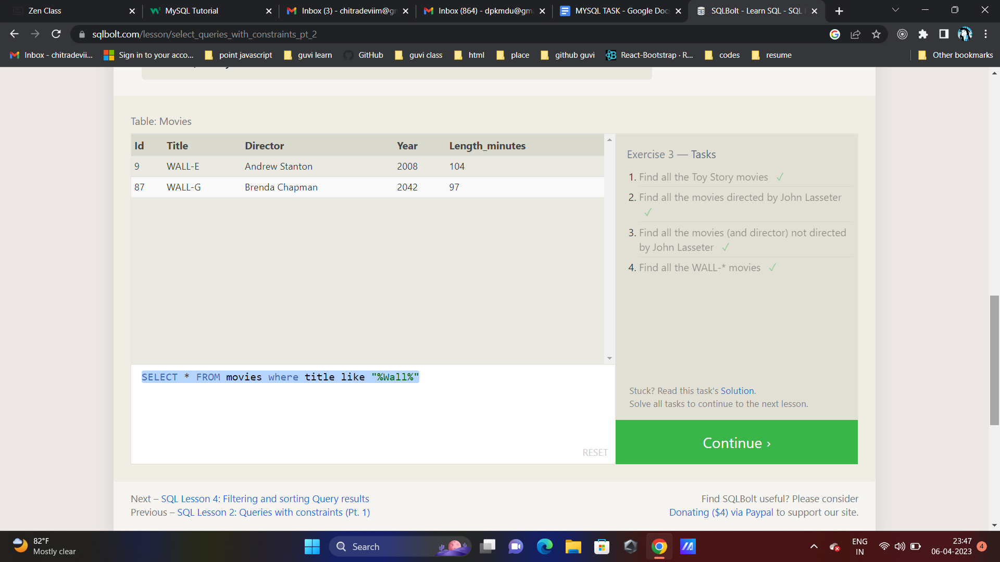 Zen Class
MySQL Tutorial
Inbox (3) - chitradeviim@gr
Inbox (864) - dpkmdu@gm
MYSQL TASK - Google Doc
SQLBolt - Learn SQL - SQL
sqlbolt.com/lesson/select_queries_with_constraints_pt_2
Inbox - chitradevii...
Sign in to your acco...
point javascript
guvi learn
GitHub
guvi class
html
place
github guvi
React-Bootstrap · R...
codes
resume
Other bookmarks
Table: Movies
Id Title Director Year Length_minutes
9 WALL-E Andrew Stanton 2008 104
87 WALL-G Brenda Chapman 2042 97
Exercise 3 — Tasks
1. Find all the Toy Story movies ✓
2. Find all the movies directed by John Lasseter
✓
3. Find all the movies (and director) not directed
by John Lasseter ✓
4. Find all the WALL-* movies ✓
SELECT * FROM movies where title like "%Wall%"
RESET
Stuck? Read this task's Solution.
Solve all tasks to continue to the next lesson.
Continue ›
Next – SQL Lesson 4: Filtering and sorting Query results
Previous – SQL Lesson 2: Queries with constraints (Pt. 1)
Find SQLBolt useful? Please consider
Donating ($4) via Paypal to support our site.
82°F
Mostly clear
Search
ENG
IN
23:47
06-04-2023
4